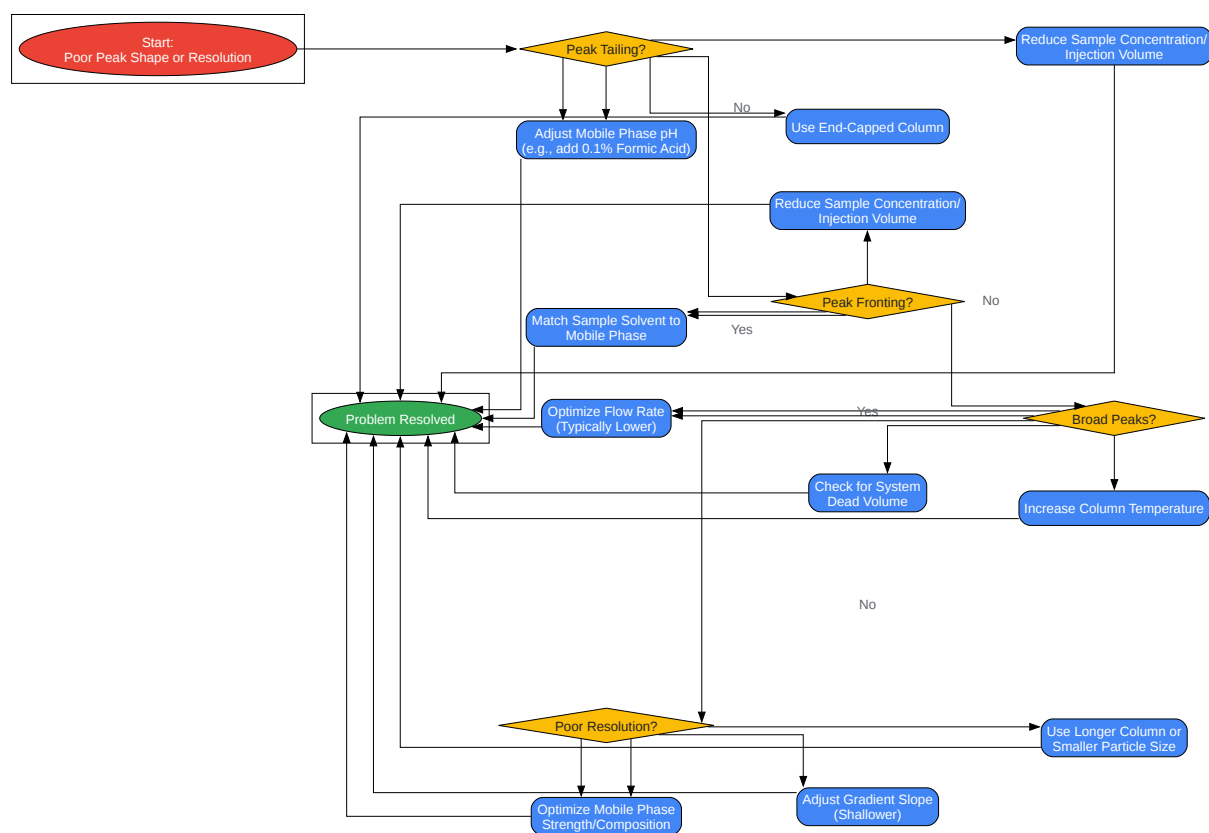 Start:
Poor Peak Shape or Resolution
Peak Tailing?
Reduce Sample Concentration/
Injection Volume
No
Use End-Capped Column
Adjust Mobile Phase pH
(e.g., add 0.1% Formic Acid)
Reduce Sample Concentration/
Injection Volume
Peak Fronting?
No
Match Sample Solvent to
Mobile Phase
Yes
Problem Resolved
Optimize Flow Rate
(Typically Lower)
Yes
Broad Peaks?
Check for System
Dead Volume
Increase Column Temperature
No
Poor Resolution?
Use Longer Column or
Smaller Particle Size
Optimize Mobile Phase
Strength/Composition
Adjust Gradient Slope
(Shallower)